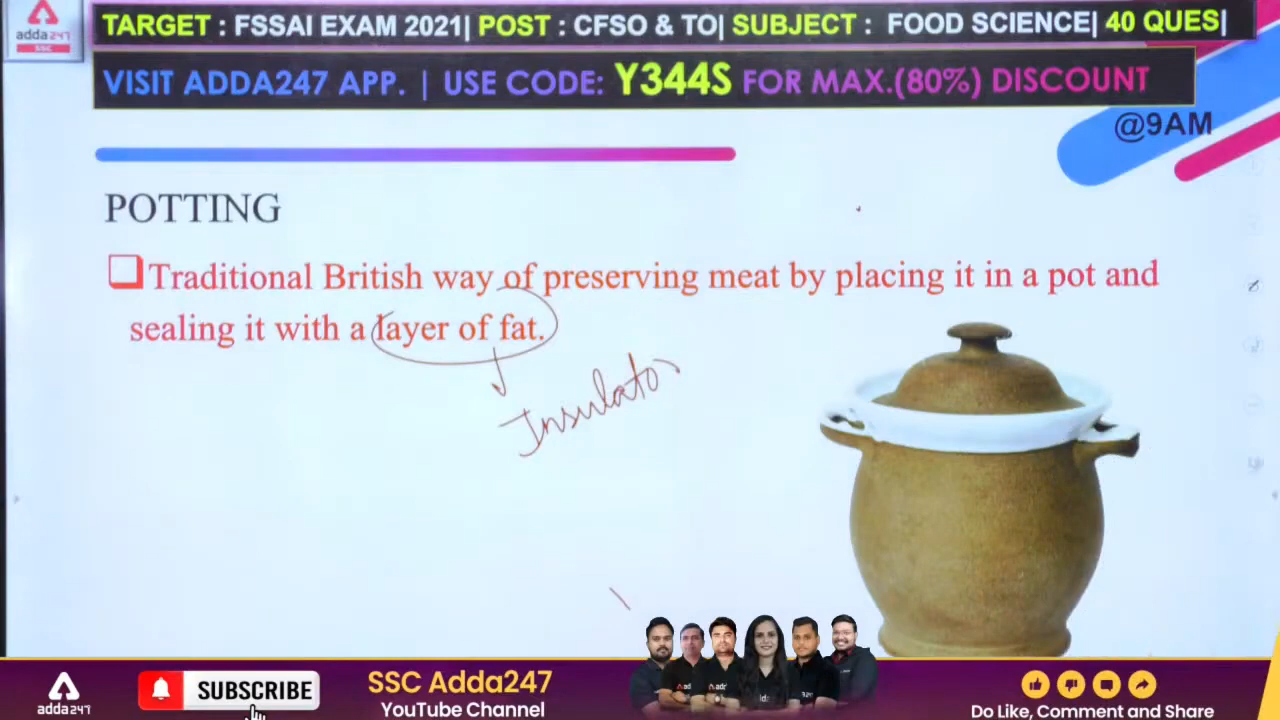 adda247
SSC
TARGET : FSSAI EXAM 2021| POST : CFSO & TO| SUBJECT : FOOD SCIENCE| 40 QUES|
VISIT ADDA247 APP. | USE CODE: Y344S FOR MAX.(80%) DISCOUNT
@9AM
POTTING
Traditional British way of preserving meat by placing it in a pot and
sealing it with a layer of fat.
Insulator
adda247
SUBSCRIBE
SSC Adda247
YouTube Channel
Do Like, Comment and Share